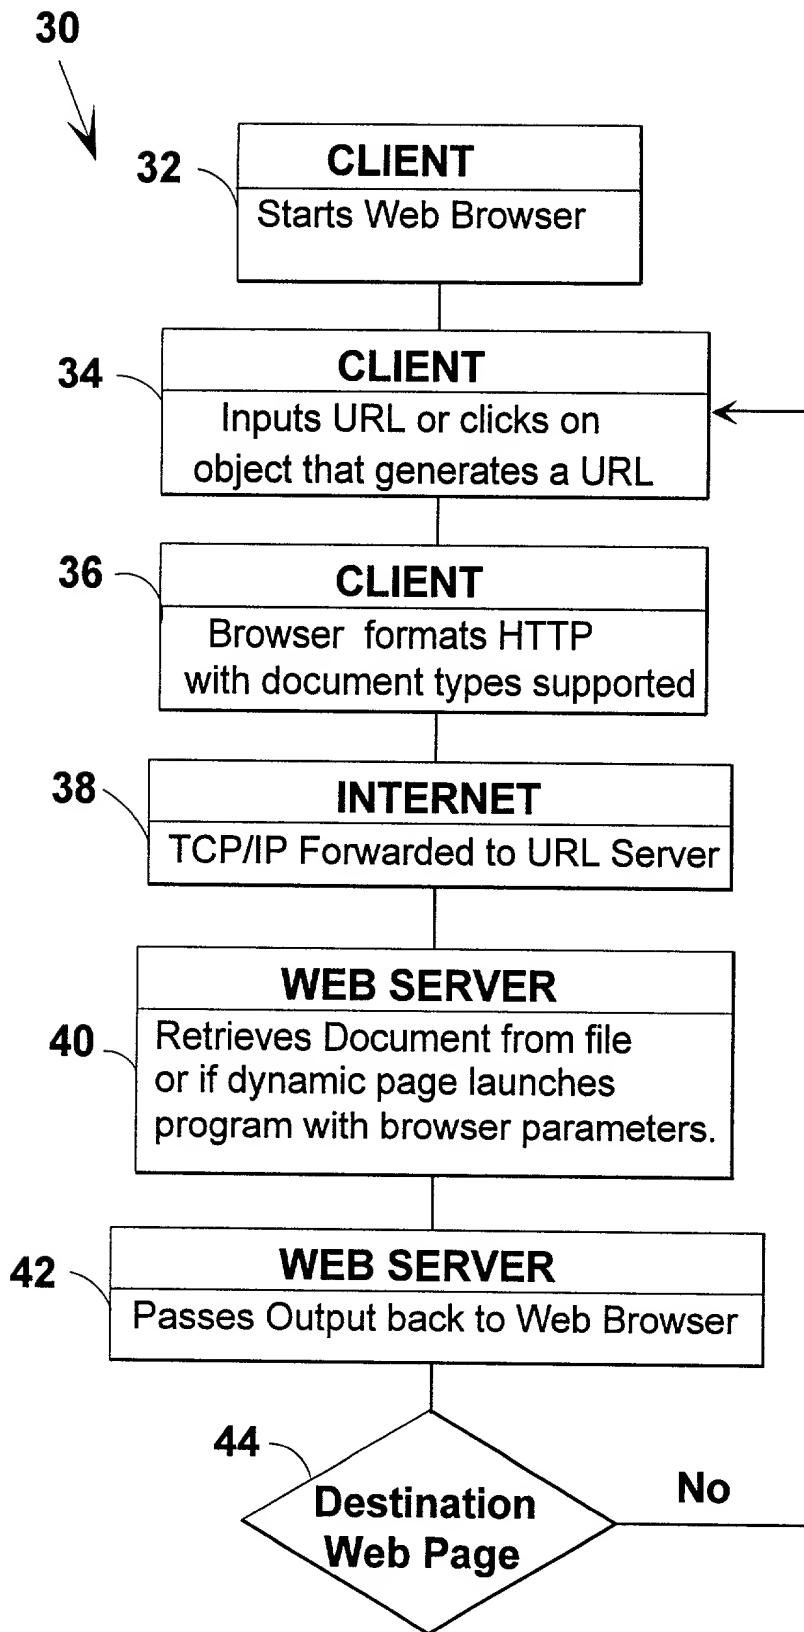 30
32
CLIENT
Starts Web Browser
34
CLIENT
Inputs URL or clicks on
object that generates a URL
36
CLIENT
Browser formats HTTP
with document types supported
38
INTERNET
TCP/IP Forwarded to URL Server
40
WEB SERVER
Retrieves Document from file
or if dynamic page launches
program with browser parameters.
42
WEB SERVER
Passes Output back to Web Browser
44
Destination
Web Page
No